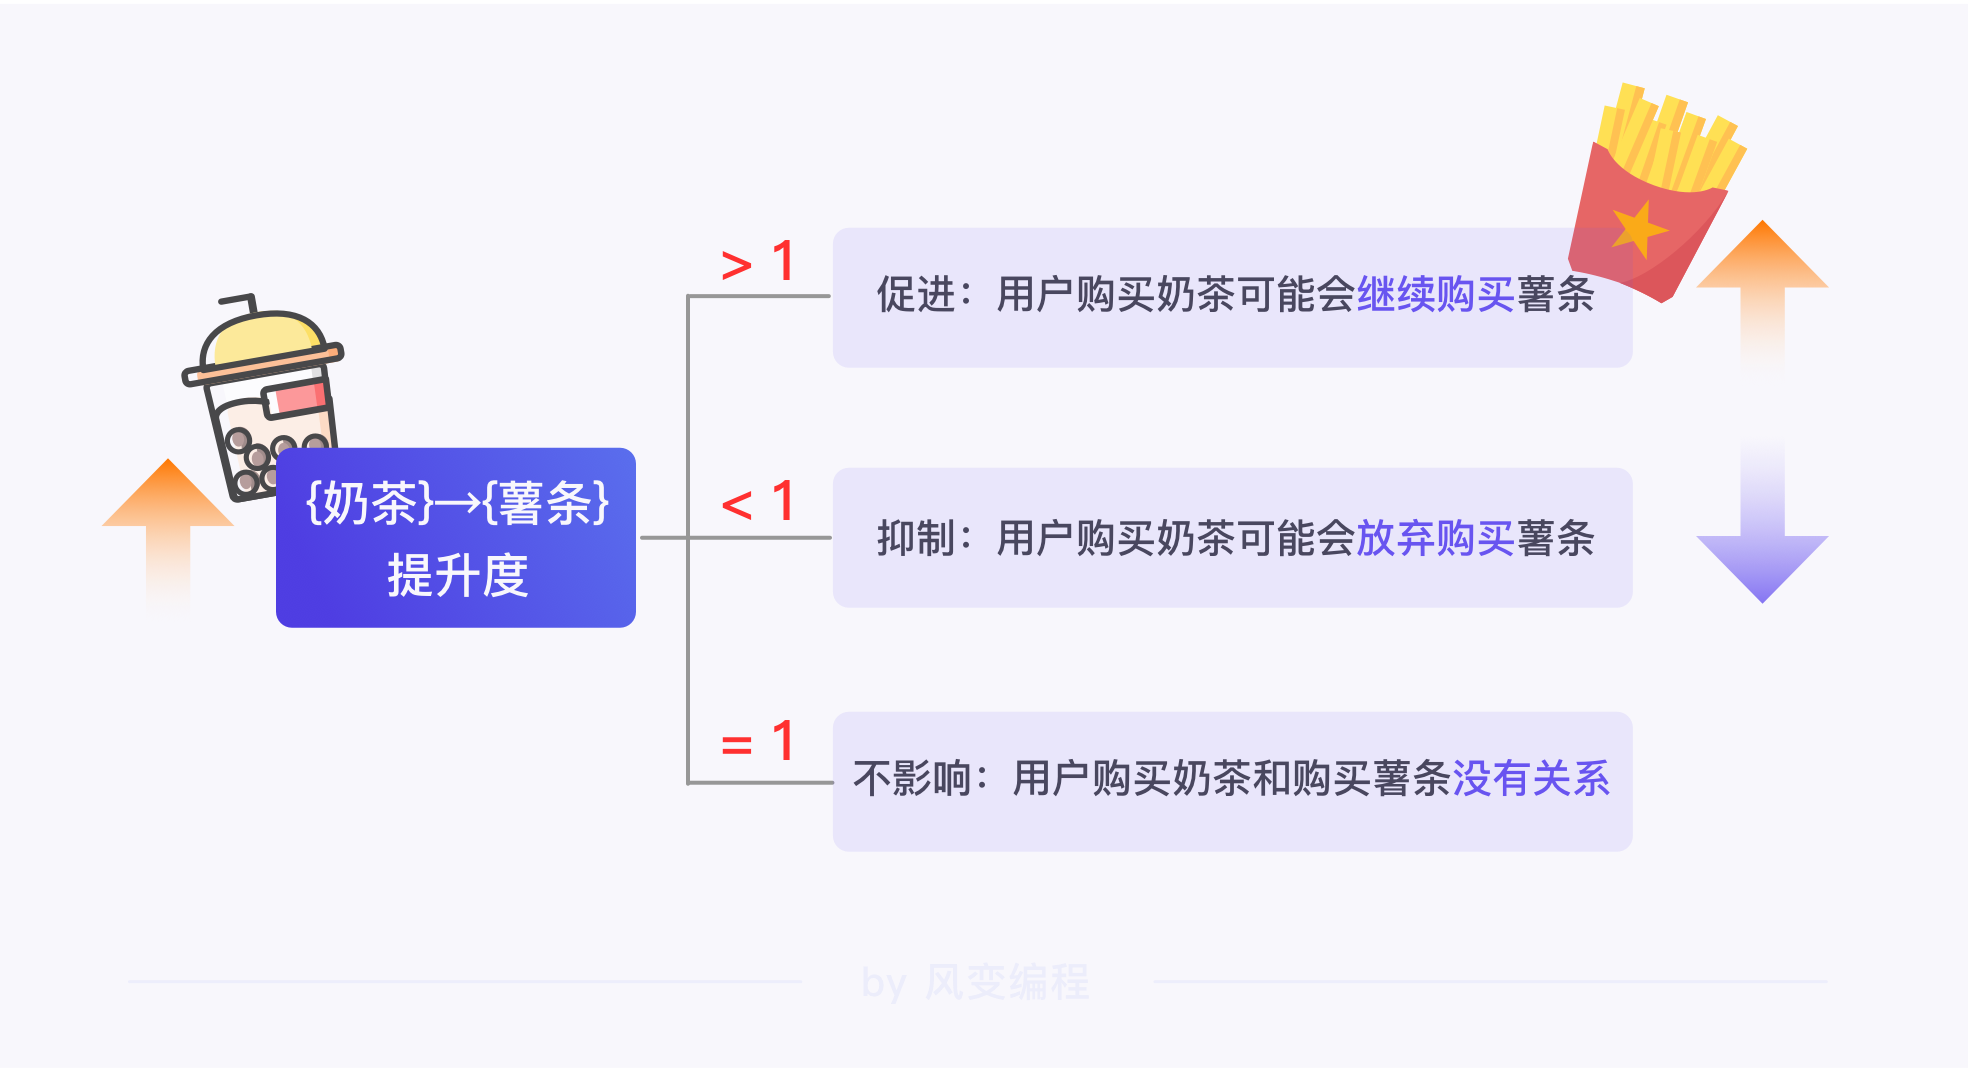 {奶茶}→{薯条}
提升度
> 1
促进：用户购买奶茶可能会继续购买薯条
< 1
抑制：用户购买奶茶可能会放弃购买薯条
= 1
不影响：用户购买奶茶和购买薯条没有关系
by 风变编程